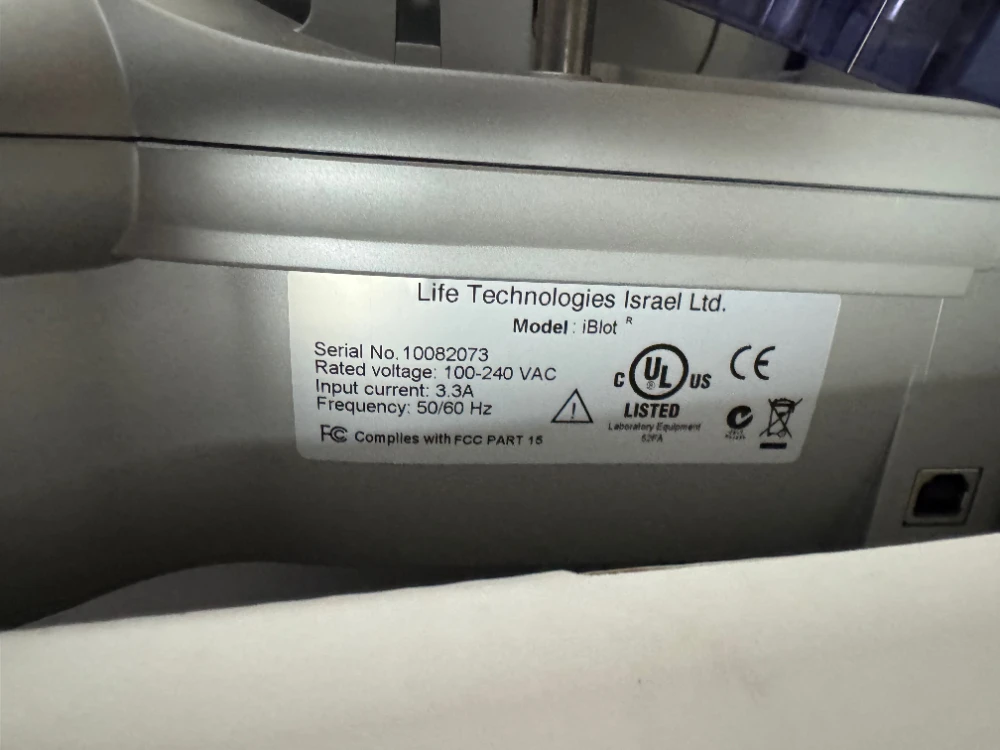 Life Technologies Israel Ltd.
Model : iBlot R
Serial No. 10082073
Rated voltage: 100-240 VAC
Input current: 3.3A
Frequency: 50/60 Hz
FC Complies with FCC PART 15
C UL ® US
LISTED
Laboratory Equipment
CE